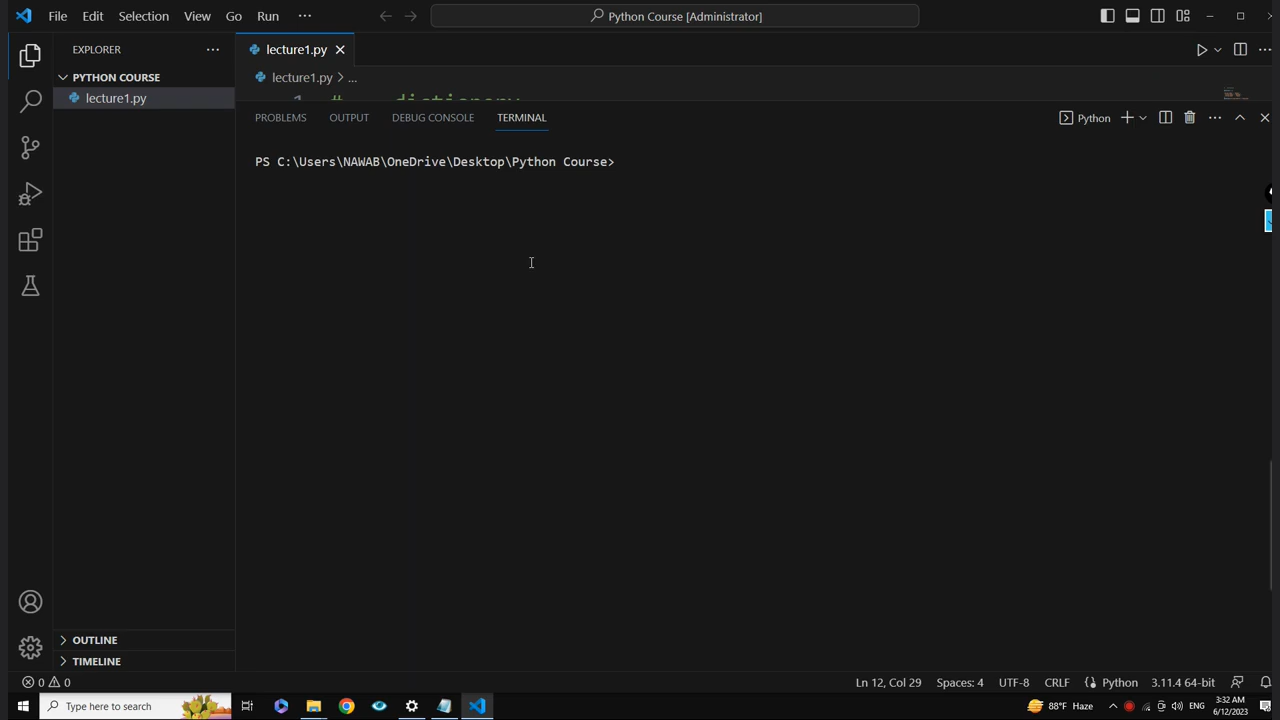 File Edit Selection View Go Run ···
Python Course [Administrator]
EXPLORER ···
lecture1.py
PYTHON COURSE
lecture1.py > ...
lecture1.py
1 # dictionary
PROBLEMS OUTPUT DEBUG CONSOLE TERMINAL
Python
PS C:\Users\NAWAB\OneDrive\Desktop\Python Course>
OUTLINE
TIMELINE
0 0
Ln 12, Col 29 Spaces: 4 UTF-8 CRLF Python 3.11.4 64-bit
Type here to search
88°F Haze
ENG
3:32 AM
6/12/2023